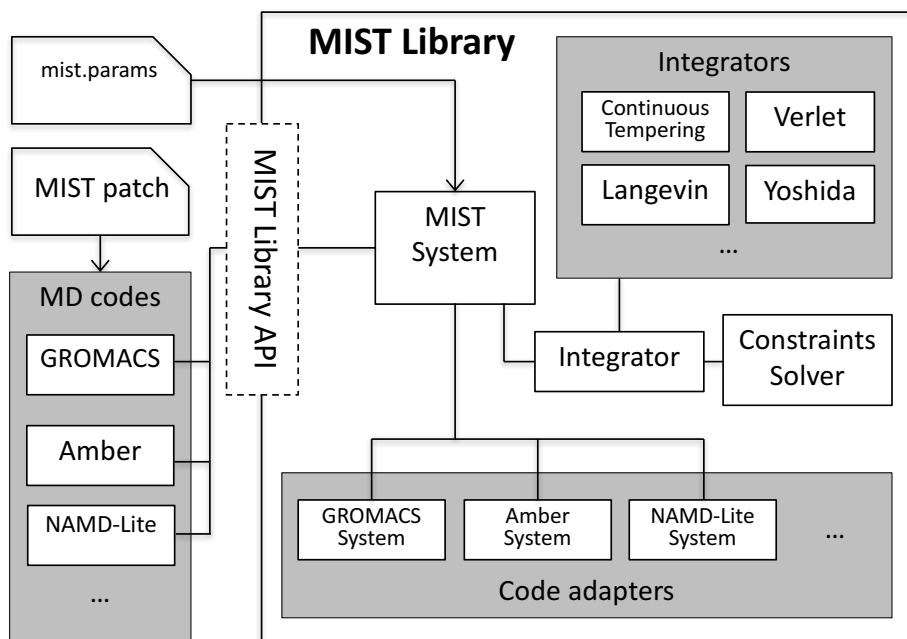 MIST Library
mist.params
MIST patch
MD codes
GROMACS
Amber
NAMD-Lite
...
MIST Library API
MIST
System
Integrators
Continuous
Tempering
Verlet
Langevin
Yoshida
...
Integrator
Constraints
Solver
GROMACS
System
Amber
System
NAMD-Lite
System
...
Code adapters